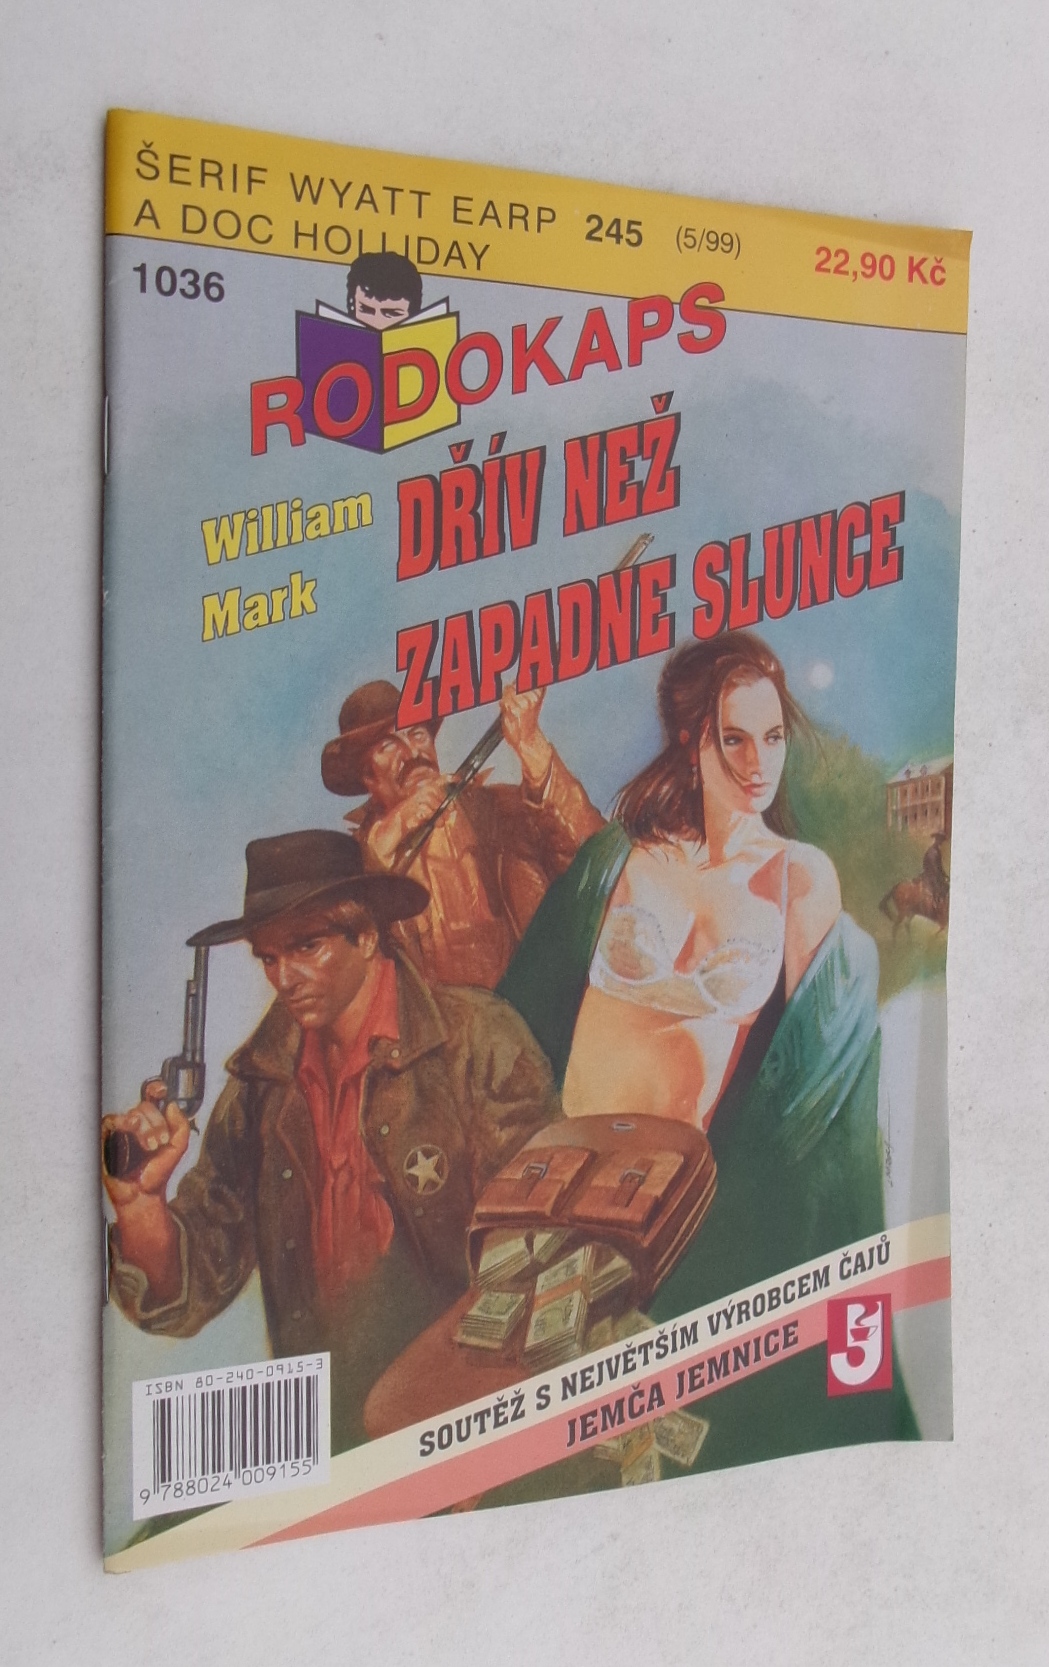 ŠERIF WYATT EARP 245 (5/99)
A DOC HOLLIDAY
22,90 Kč
1036
RODOKAPS
William
Mark
DŘÍV NEŽ
ZAPADNE SLUNCE
SOUTĚŽ S NEJVĚTŠÍM VÝROBCEM ČAJŮ
JEMČA JEMNICE
J
ISBN 80-240-0915-3
9 788024 009155